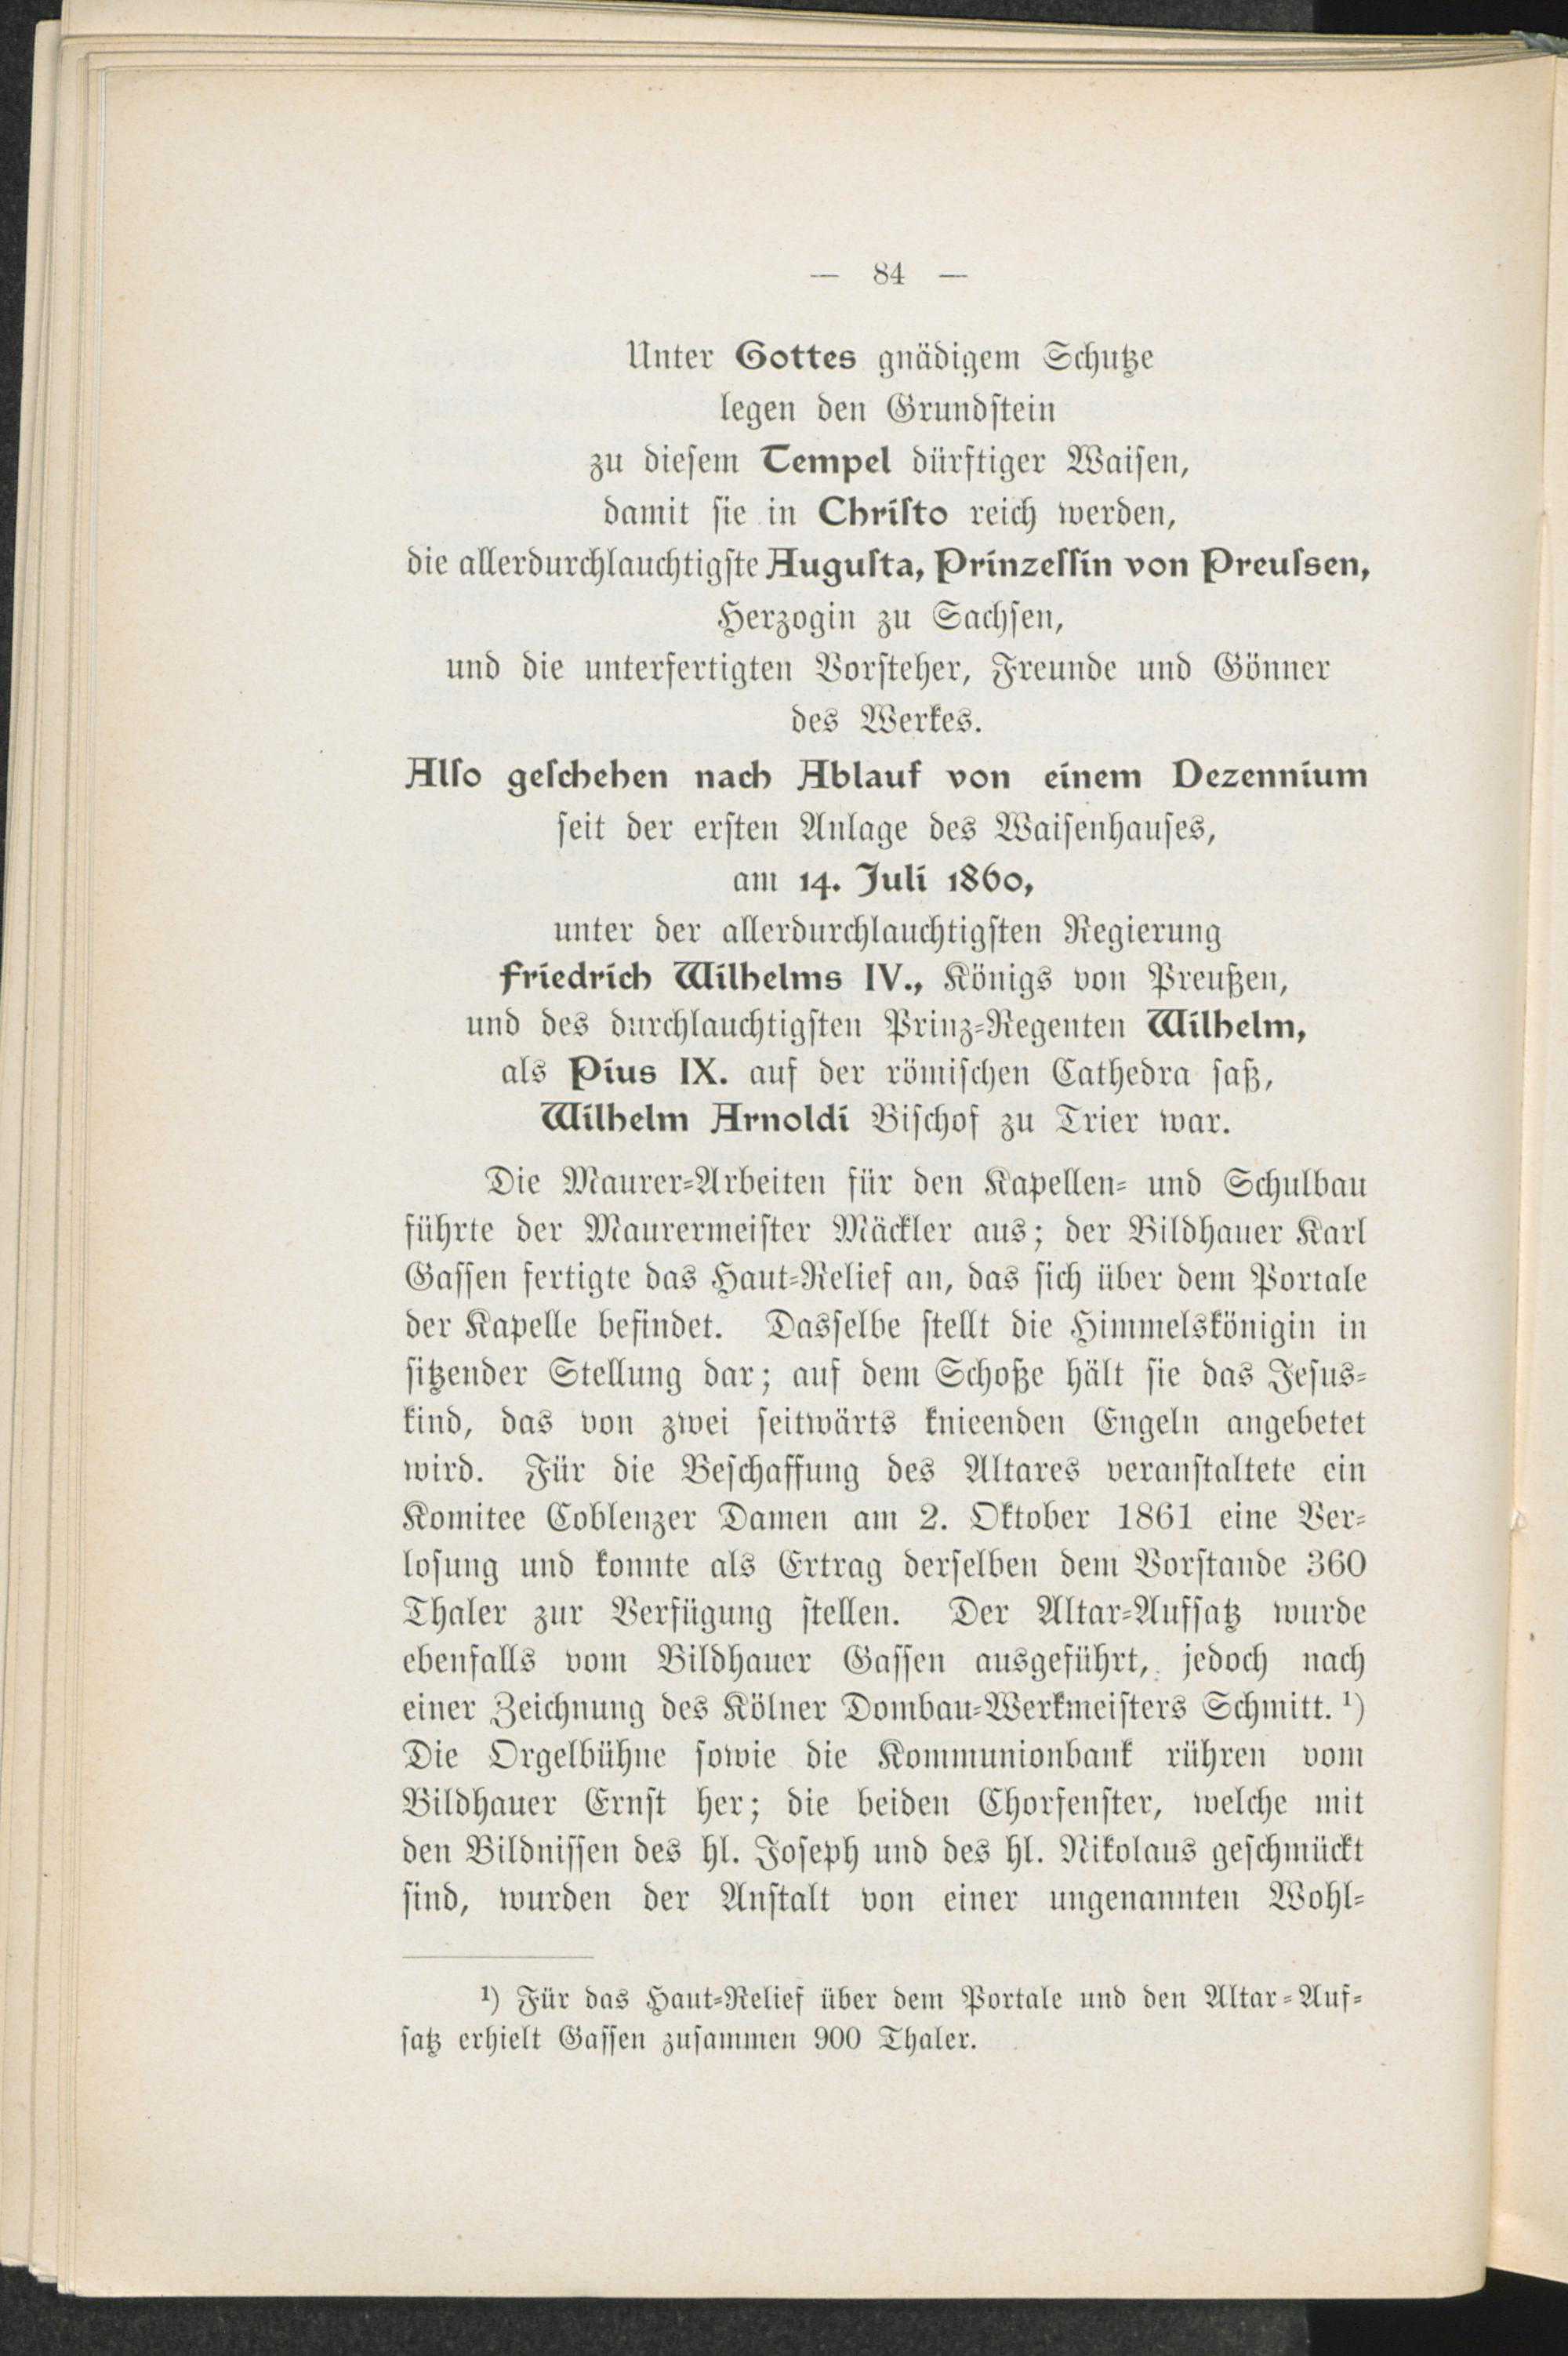 — 84 —
Unter Gottes gnädigem Schutze
legen den Grundstein
zu diesem Tempel dürftiger Waisen,
damit sie in Christo reich werden,
die allerdurchlauchtigste Augusta, Prinzessin von Preussen,
Herzogin zu Sachsen,
und die unterfertigten Vorsteher, Freunde und Gönner
des Werkes.
Also geschehen nach Ablauf von einem Dezennium
seit der ersten Anlage des Waisenhauses,
am 14. Juli 1860,
unter der allerdurchlauchtigsten Regierung
Friedrich Wilhelms IV., Königs von Preußen,
und des durchlauchtigsten Prinz-Regenten Wilhelm,
als Pius IX. auf der römischen Cathedra saß,
Wilhelm Arnoldi Bischof zu Trier war.
Die Maurer-Arbeiten für den Kapellen- und Schulbau
führte der Maurermeister Mäckler aus; der Bildhauer Karl
Gassen fertigte das Haut-Relief an, das sich über dem Portale
der Kapelle befindet. Dasselbe stellt die Himmelskönigin in
sitzender Stellung dar; auf dem Schoße hält sie das Jesus-
kind, das von zwei seitwärts knieenden Engeln angebetet
wird. Für die Beschaffung des Altares veranstaltete ein
Komitee Coblenzer Damen am 2. Oktober 1861 eine Ver-
losung und konnte als Ertrag derselben dem Vorstande 360
Thaler zur Verfügung stellen. Der Altar-Aufsatz wurde
ebenfalls vom Bildhauer Gassen ausgeführt, jedoch nach
einer Zeichnung des Kölner Dombau-Werkmeisters Schmitt. ¹)
Die Orgelbühne sowie die Kommunionbank rühren vom
Bildhauer Ernst her; die beiden Chorfenster, welche mit
den Bildnissen des hl. Joseph und des hl. Nikolaus geschmückt
sind, wurden der Anstalt von einer ungenannten Wohl-
¹) Für das Haut-Relief über dem Portale und den Altar-Auf-
satz erhielt Gassen zusammen 900 Thaler.